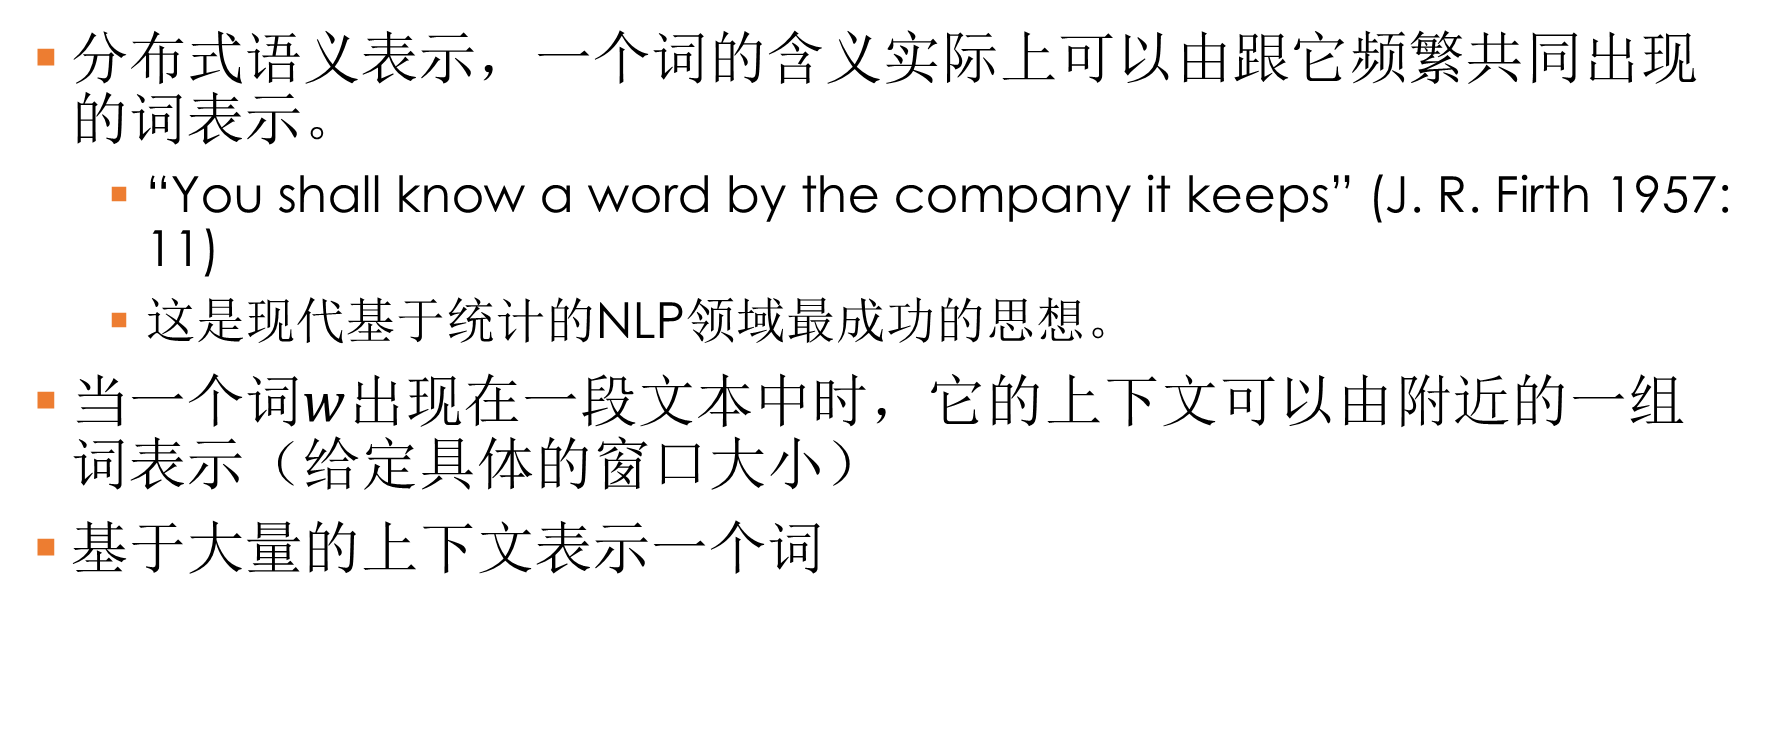 ▪分布式语义表示，一个词的含义实际上可以由跟它频繁共同出现
的词表示。
▪“You shall know a word by the company it keeps” (J. R. Firth 1957:
11)
▪这是现代基于统计的NLP领域最成功的思想。
▪当一个词w出现在一段文本中时，它的上下文可以由附近的一组
词表示（给定具体的窗口大小）
▪基于大量的上下文表示一个词